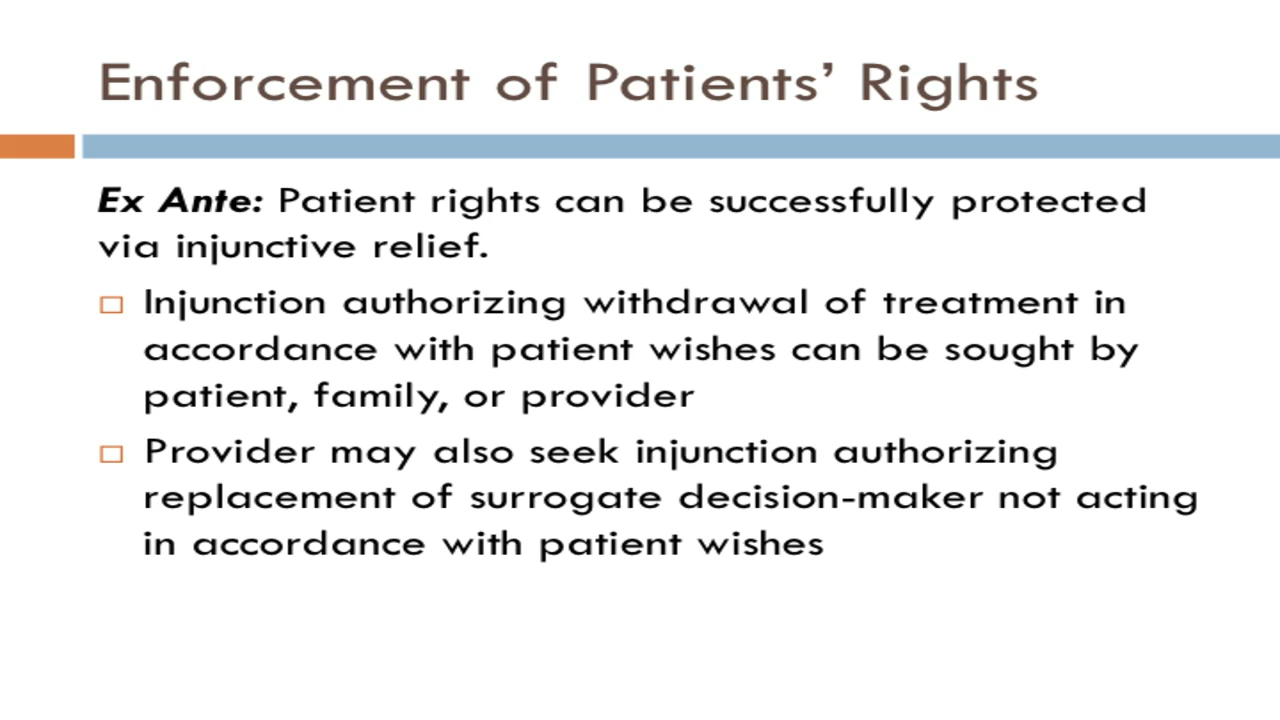 Enforcement of Patients’ Rights
Ex Ante: Patient rights can be successfully protected
via injunctive relief.
Injunction authorizing withdrawal of treatment in
accordance with patient wishes can be sought by
patient, family, or provider
Provider may also seek injunction authorizing
replacement of surrogate decision-maker not acting
in accordance with patient wishes